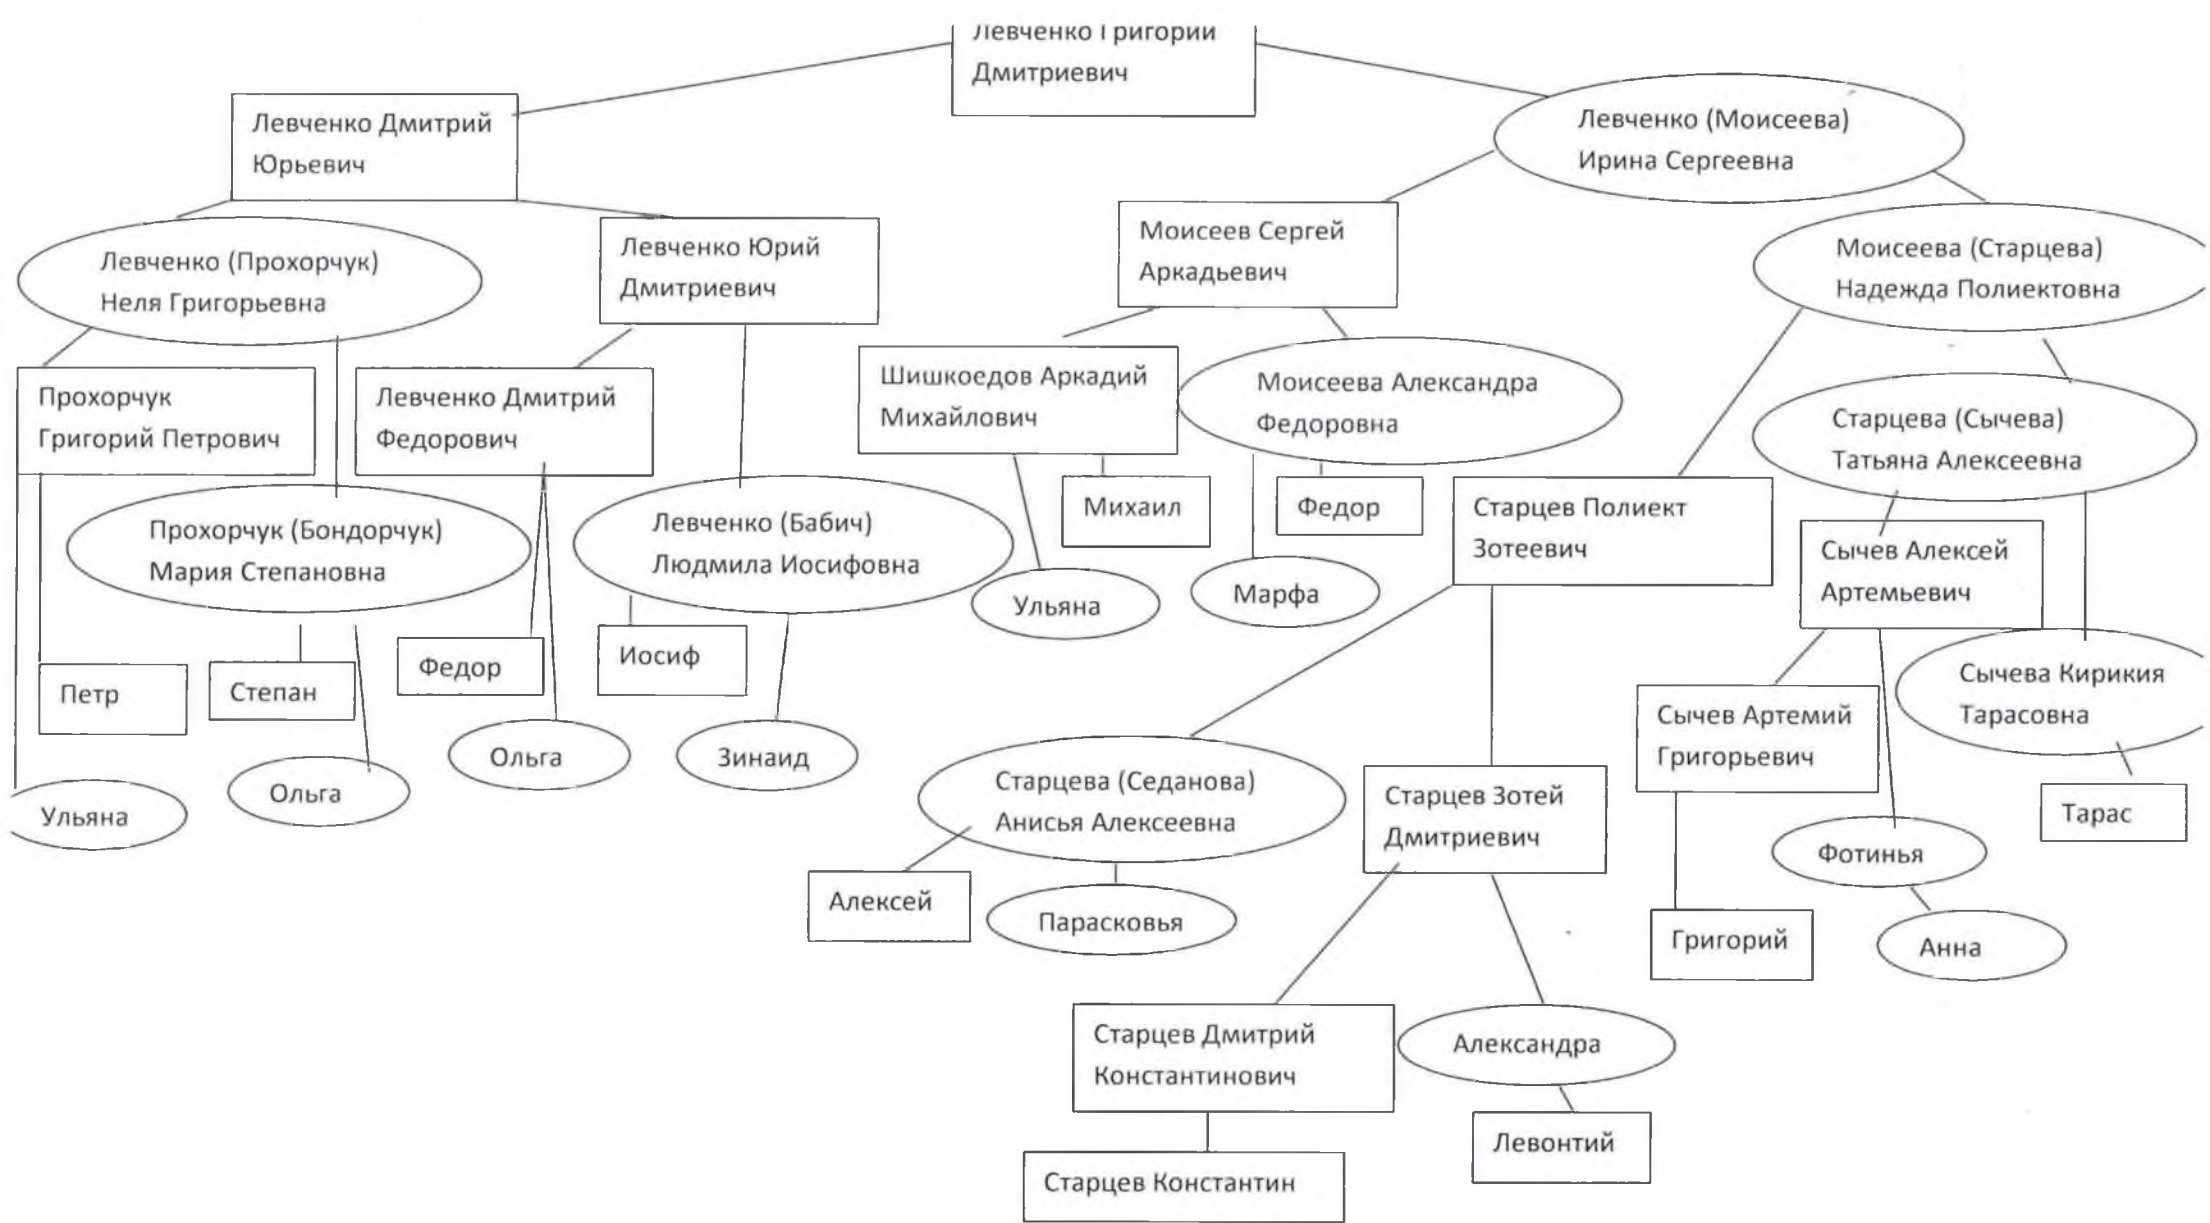 Левченко Григорий
Дмитриевич
Левченко Дмитрий
Юрьевич
Левченко (Моисеева)
Ирина Сергеевна
Левченко (Прохорчук)
Неля Григорьевна
Левченко Юрий
Дмитриевич
Моисеев Сергей
Аркадьевич
Моисеева (Старцева)
Надежда Полиектовна
Прохорчук
Григорий Петрович
Левченко Дмитрий
Федорович
Шишкоедов Аркадий
Михайлович
Моисеева Александра
Федоровна
Старцева (Сычева)
Татьяна Алексеевна
Прохорчук (Бондорчук)
Мария Степановна
Левченко (Бабич)
Людмила Иосифовна
Михаил
Федор
Старцев Полиект
Зотеевич
Сычев Алексей
Артемьевич
Ульяна
Марфа
Петр
Степан
Федор
Иосиф
Сычева Кирикия
Тарасовна
Сычев Артемий
Григорьевич
Ульяна
Ольга
Ольга
Зинаид
Старцева (Седанова)
Анисья Алексеевна
Старцев Зотей
Дмитриевич
Тарас
Фотинья
Алексей
Парасковья
Григорий
Анна
Старцев Дмитрий
Константинович
Александра
Левонтий
Старцев Константин